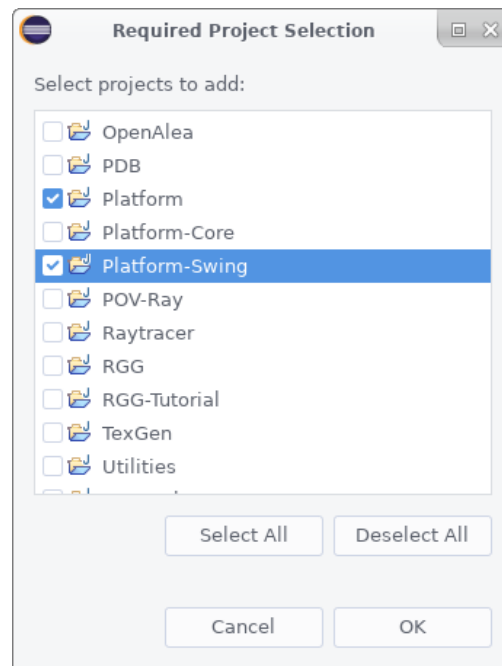 Required Project Selection
Select projects to add:
OpenAlea
PDB
Platform
Platform-Core
Platform-Swing
POV-Ray
Raytracer
RGG
RGG-Tutorial
TexGen
Utilities
Select All Deselect All
Cancel OK